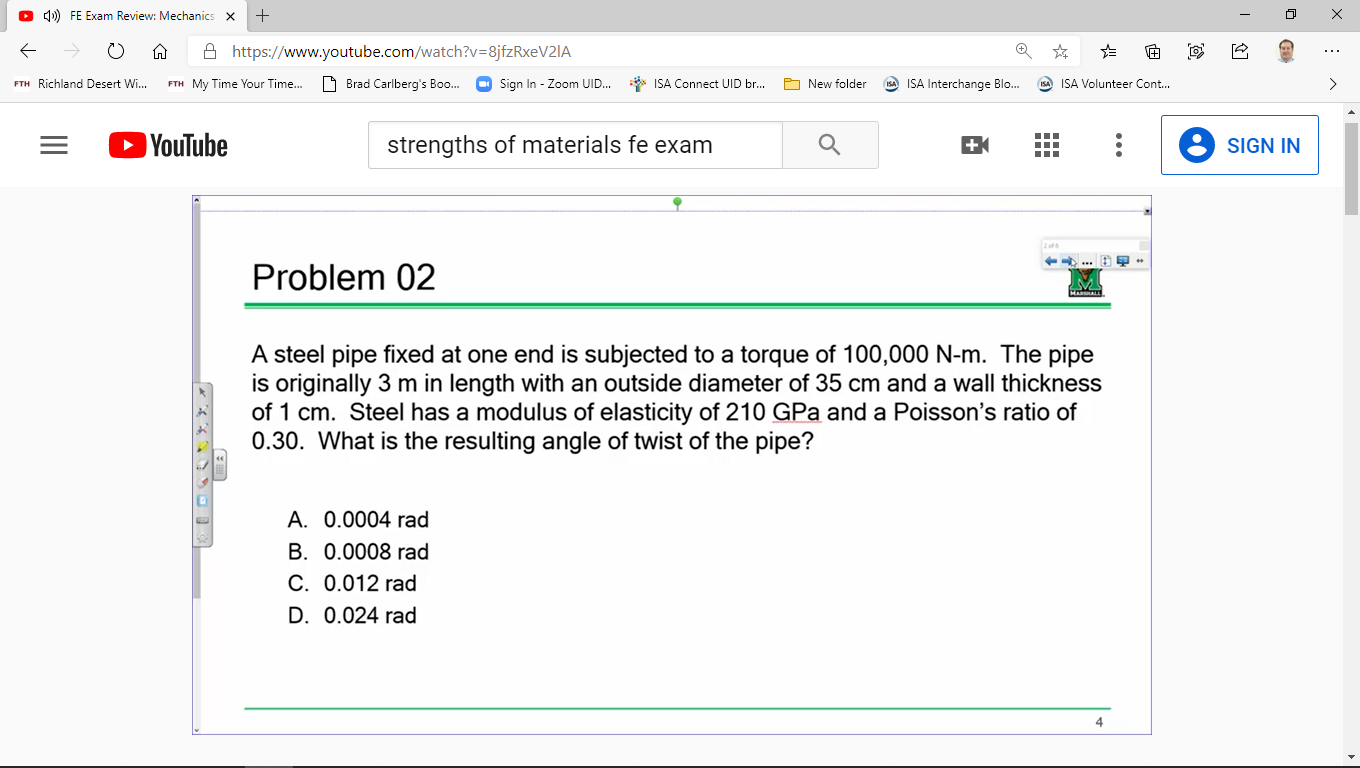 FE Exam Review: Mechanics
https://www.youtube.com/watch?v=8jfzRxeV2lA
FTH Richland Desert Wi...
FTH My Time Your Time...
Brad Carlberg's Boo...
Sign In - Zoom UID...
ISA Connect UID br...
New folder
ISA Interchange Blo...
ISA Volunteer Cont...
YouTube
strengths of materials fe exam
SIGN IN
2 of 6
Problem 02
MARSHALL
A steel pipe fixed at one end is subjected to a torque of 100,000 N-m. The pipe
is originally 3 m in length with an outside diameter of 35 cm and a wall thickness
of 1 cm. Steel has a modulus of elasticity of 210 GPa and a Poisson's ratio of
0.30. What is the resulting angle of twist of the pipe?
A. 0.0004 rad
B. 0.0008 rad
C. 0.012 rad
D. 0.024 rad
4